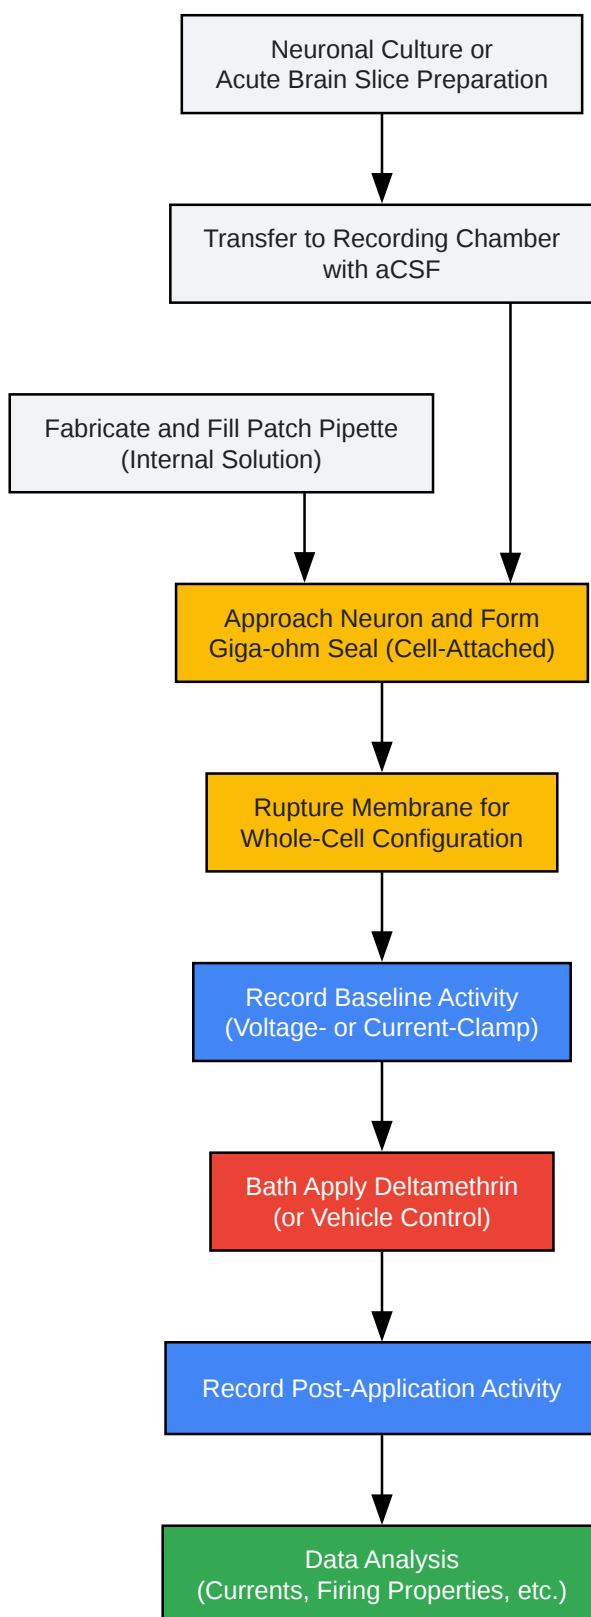 Neuronal Culture or
Acute Brain Slice Preparation
Transfer to Recording Chamber
with aCSF
Fabricate and Fill Patch Pipette
(Internal Solution)
Approach Neuron and Form
Giga-ohm Seal (Cell-Attached)
Rupture Membrane for
Whole-Cell Configuration
Record Baseline Activity
(Voltage- or Current-Clamp)
Bath Apply Deltamethrin
(or Vehicle Control)
Record Post-Application Activity
Data Analysis
(Currents, Firing Properties, etc.)